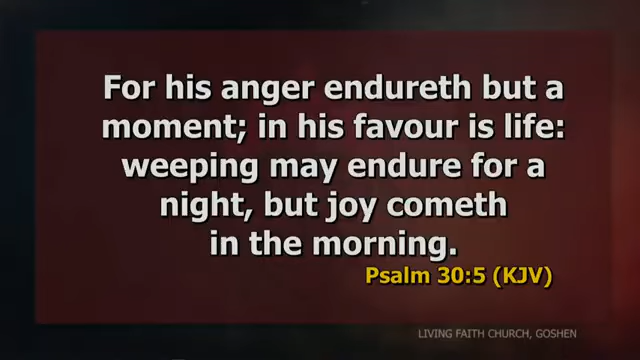 For his anger endureth but a
moment; in his favour is life:
weeping may endure for a
night, but joy cometh
in the morning.
Psalm 30:5 (KJV)
LIVING FAITH CHURCH, GOSHEN